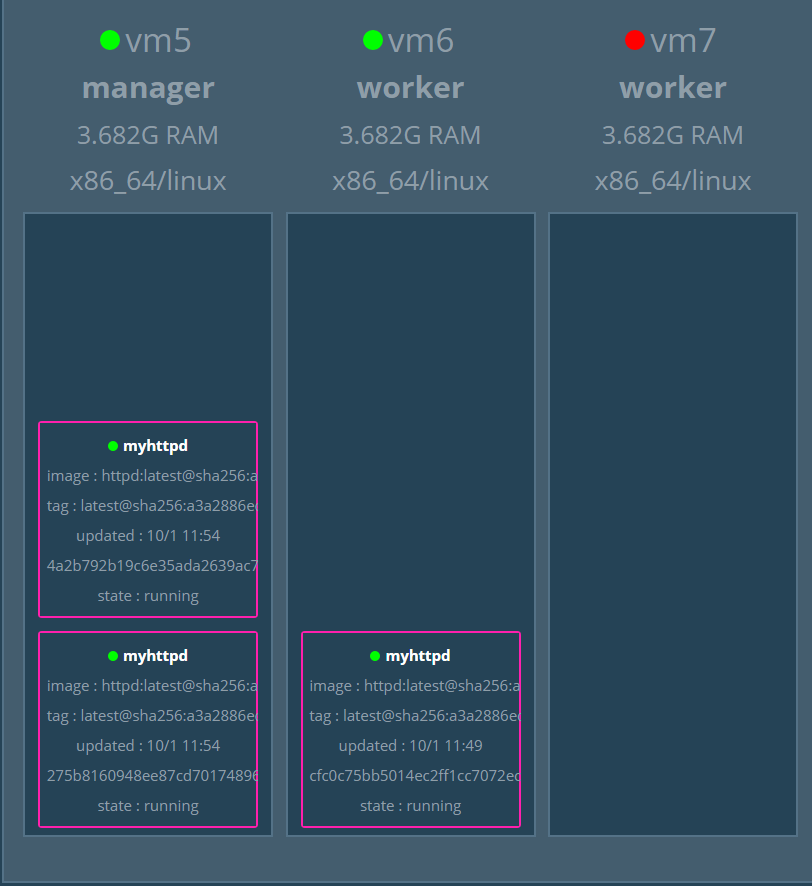 vm5
manager
3.682G RAM
x86_64/linux
myhttpd
image : httpd:latest@sha256:a
tag : latest@sha256:a3a2886e
updated : 10/1 11:54
4a2b792b19c6e35ada2639ac7
state : running
myhttpd
image : httpd:latest@sha256:a
tag : latest@sha256:a3a2886e
updated : 10/1 11:54
275b8160948ee87cd70174896
state : running
vm6
worker
3.682G RAM
x86_64/linux
myhttpd
image : httpd:latest@sha256:a
tag : latest@sha256:a3a2886e
updated : 10/1 11:49
cfc0c75bb5014ec2ff1cc7072ec
state : running
vm7
worker
3.682G RAM
x86_64/linux